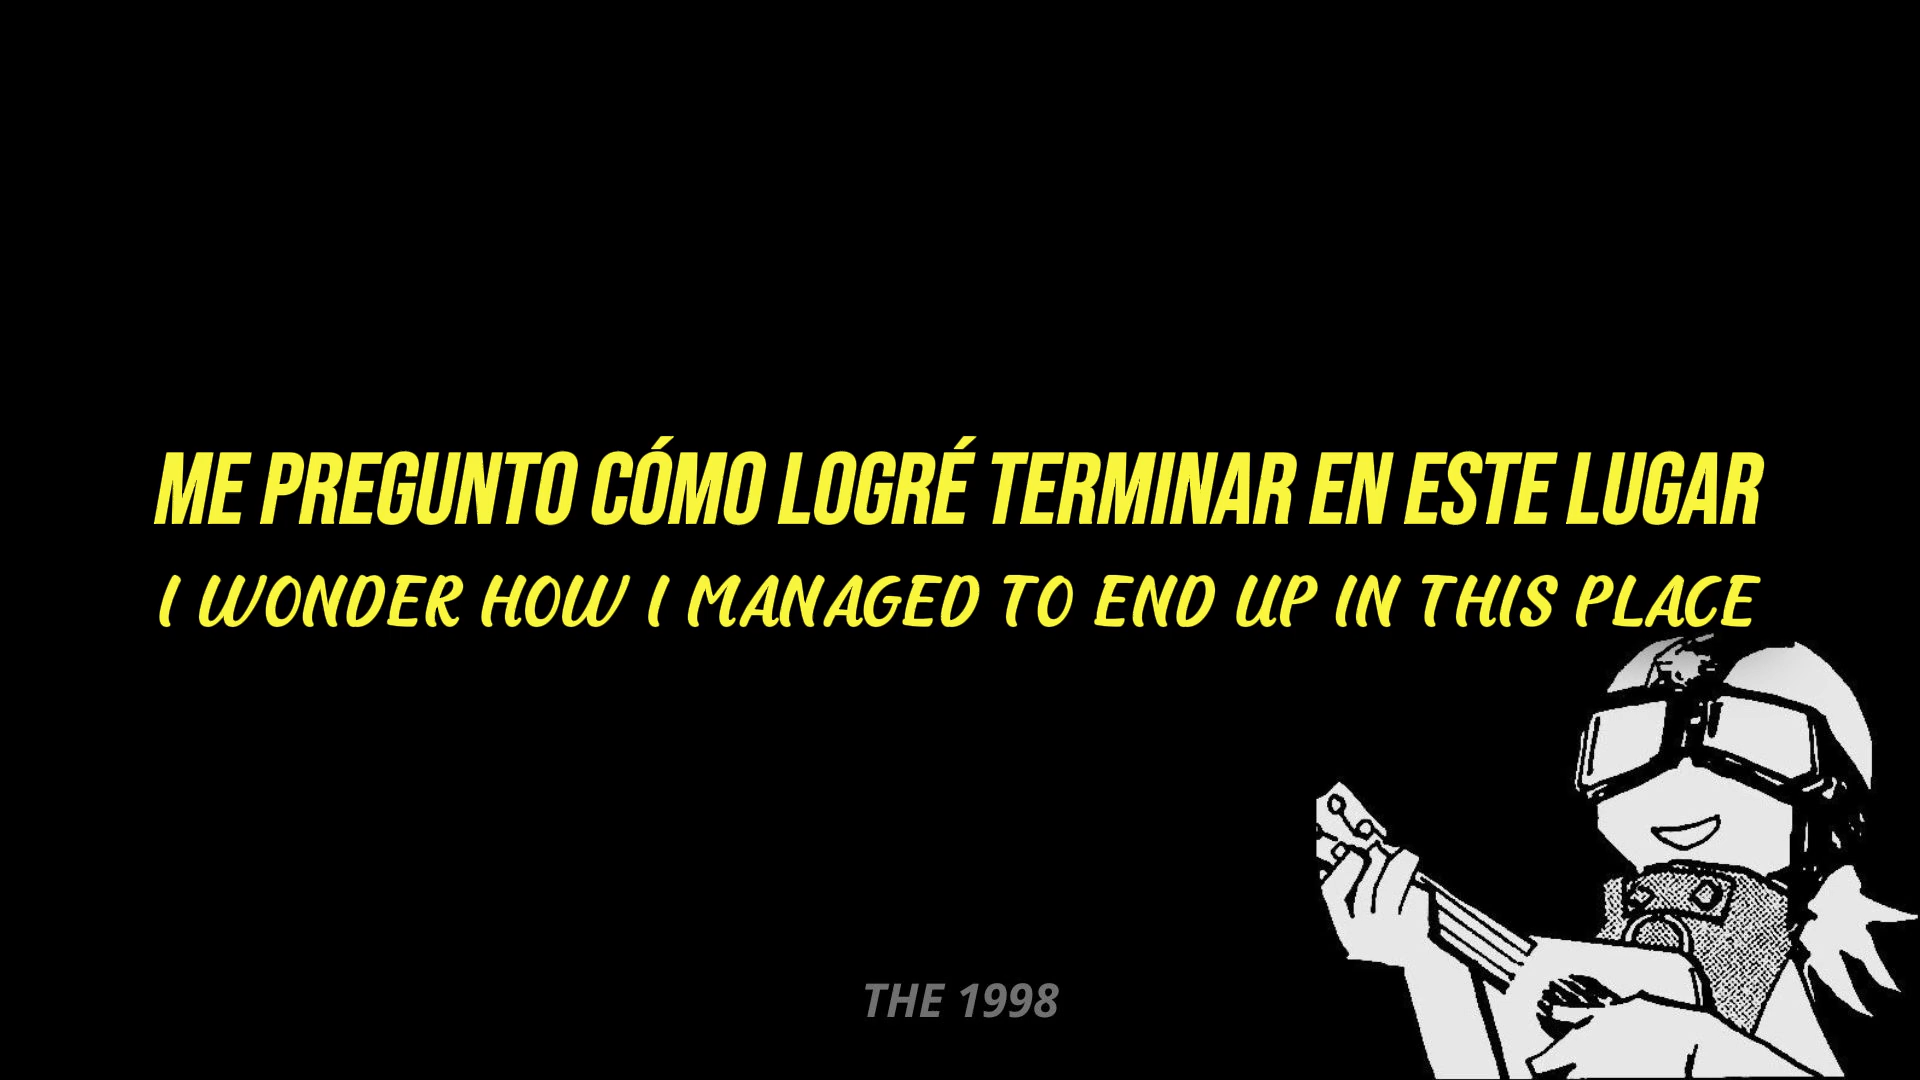 ME PREGUNTO CÓMO LOGRÉ TERMINAR EN ESTE LUGAR
I WONDER HOW I MANAGED TO END UP IN THIS PLACE
THE 1998